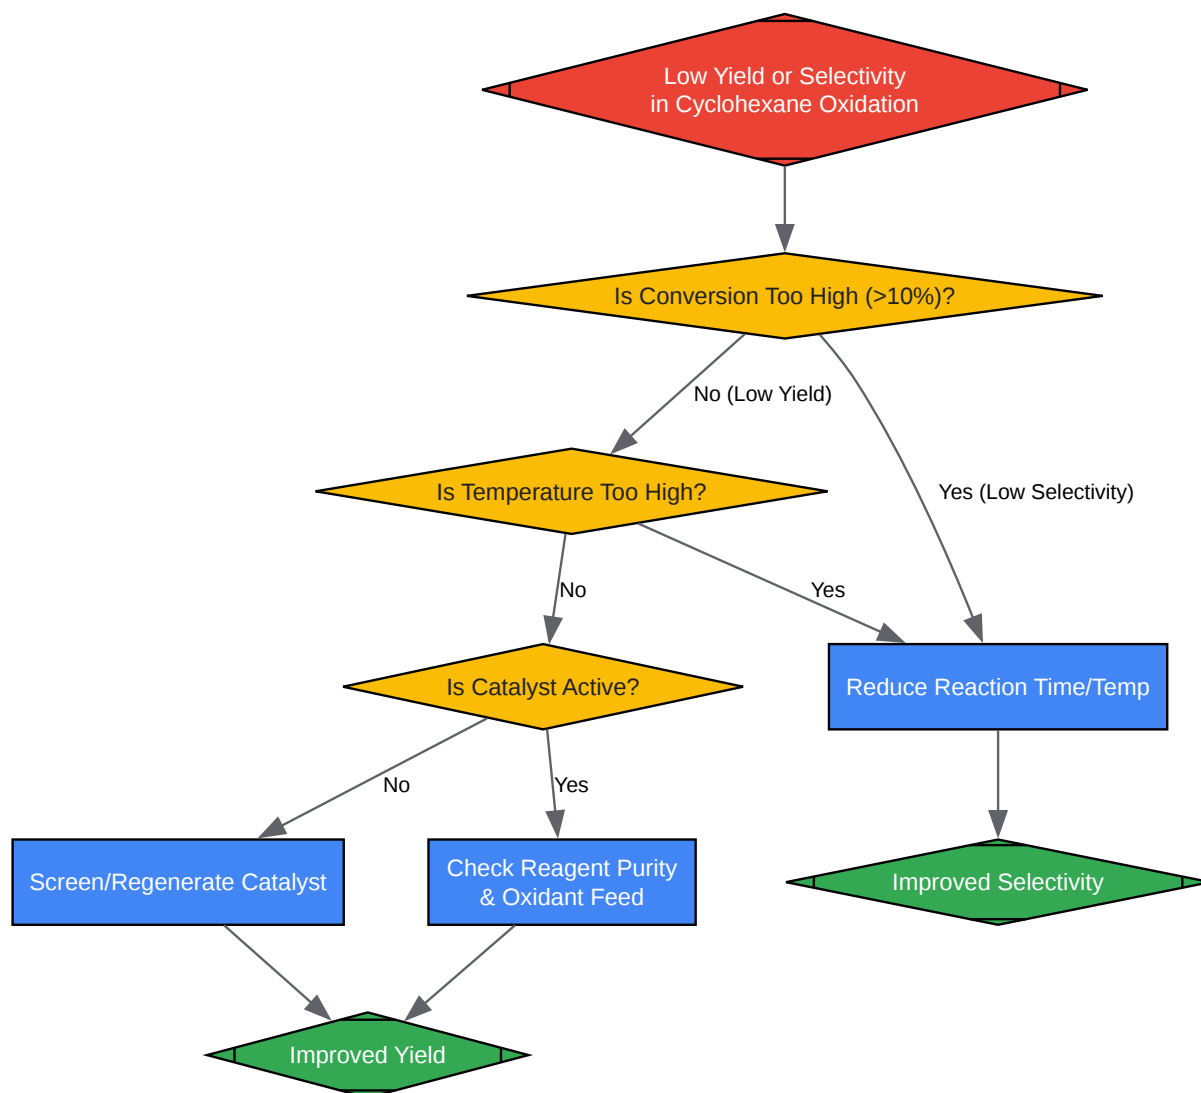 Low Yield or Selectivity
in Cyclohexane Oxidation
Is Conversion Too High (>10%)?
No (Low Yield)
Is Temperature Too High?
Yes (Low Selectivity)
No
Yes
Is Catalyst Active?
Reduce Reaction Time/Temp
No
Yes
Screen/Regenerate Catalyst
Check Reagent Purity
& Oxidant Feed
Improved Selectivity
Improved Yield